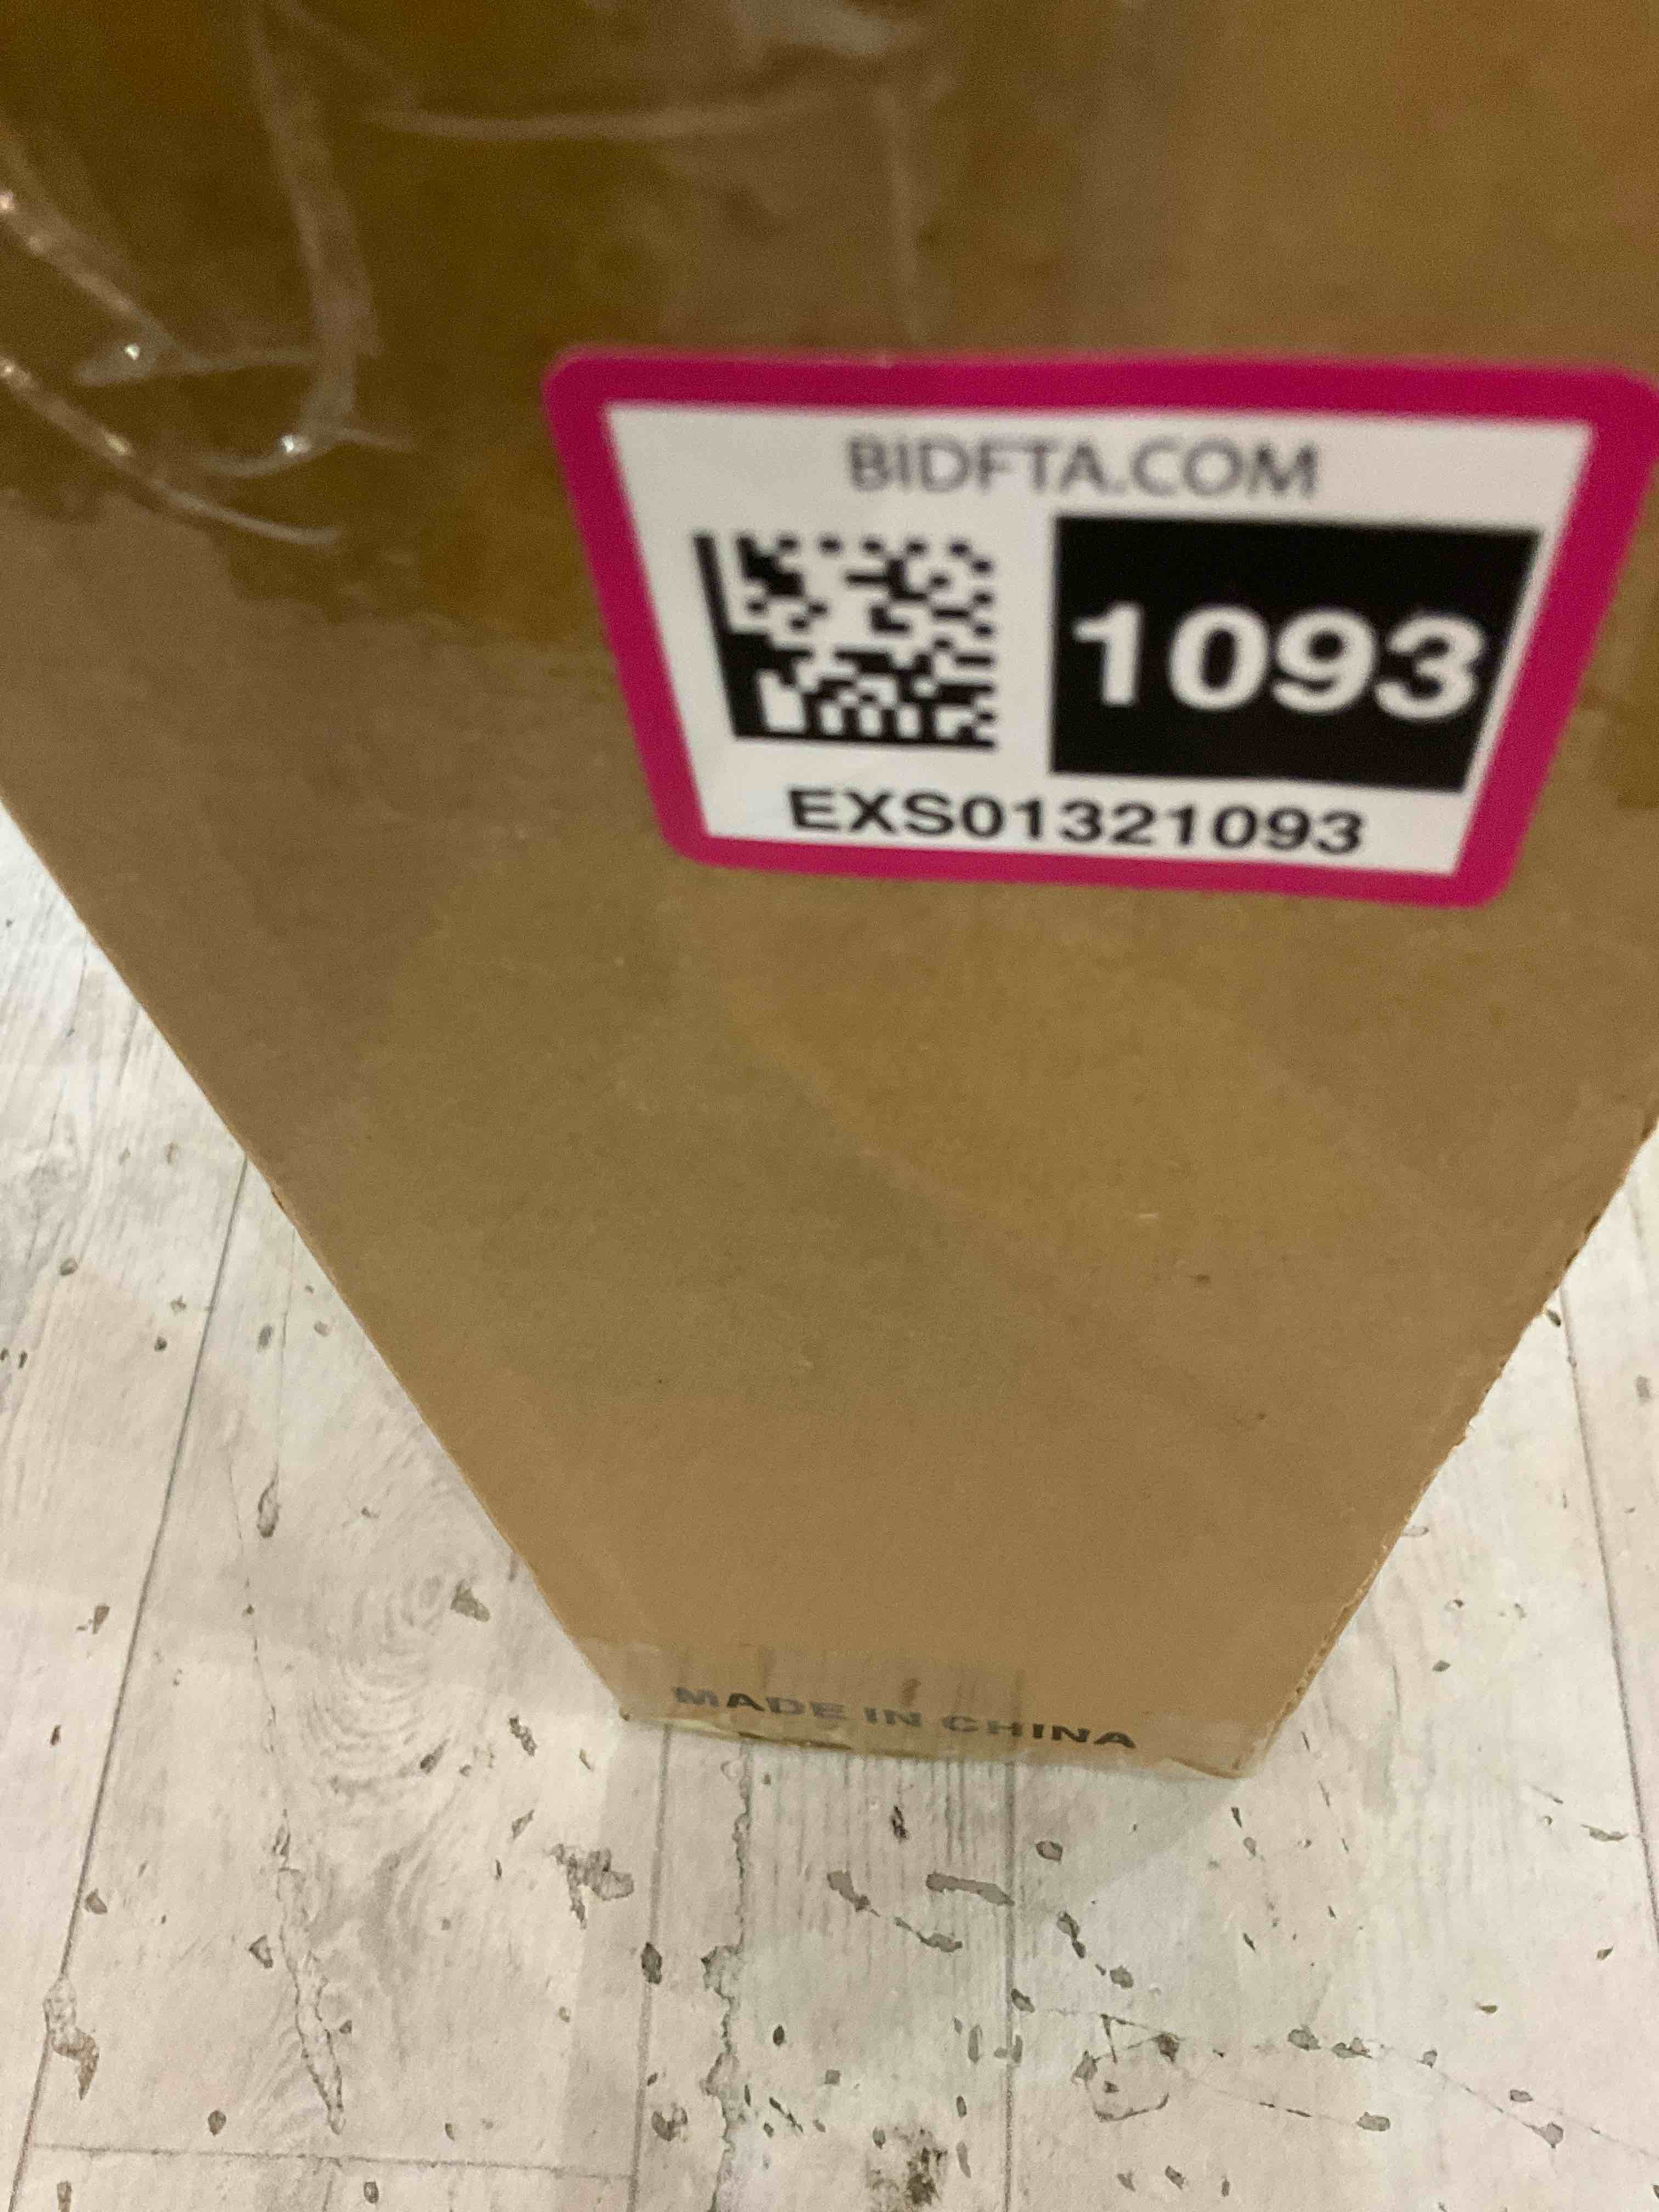 BIDFTA.COM
1093
EXS01321093
MADE IN CHINA